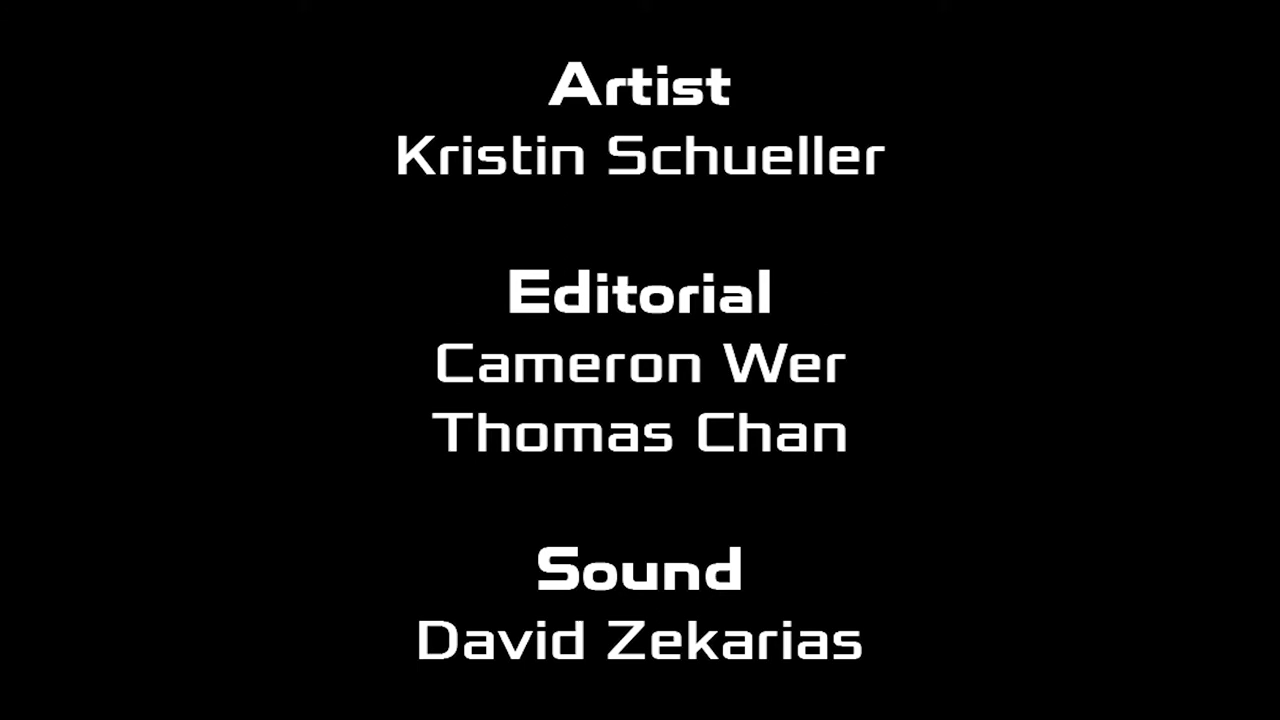 Artist
Kristin Schueller
Editorial
Cameron Wer
Thomas Chan
Sound
David Zekarias